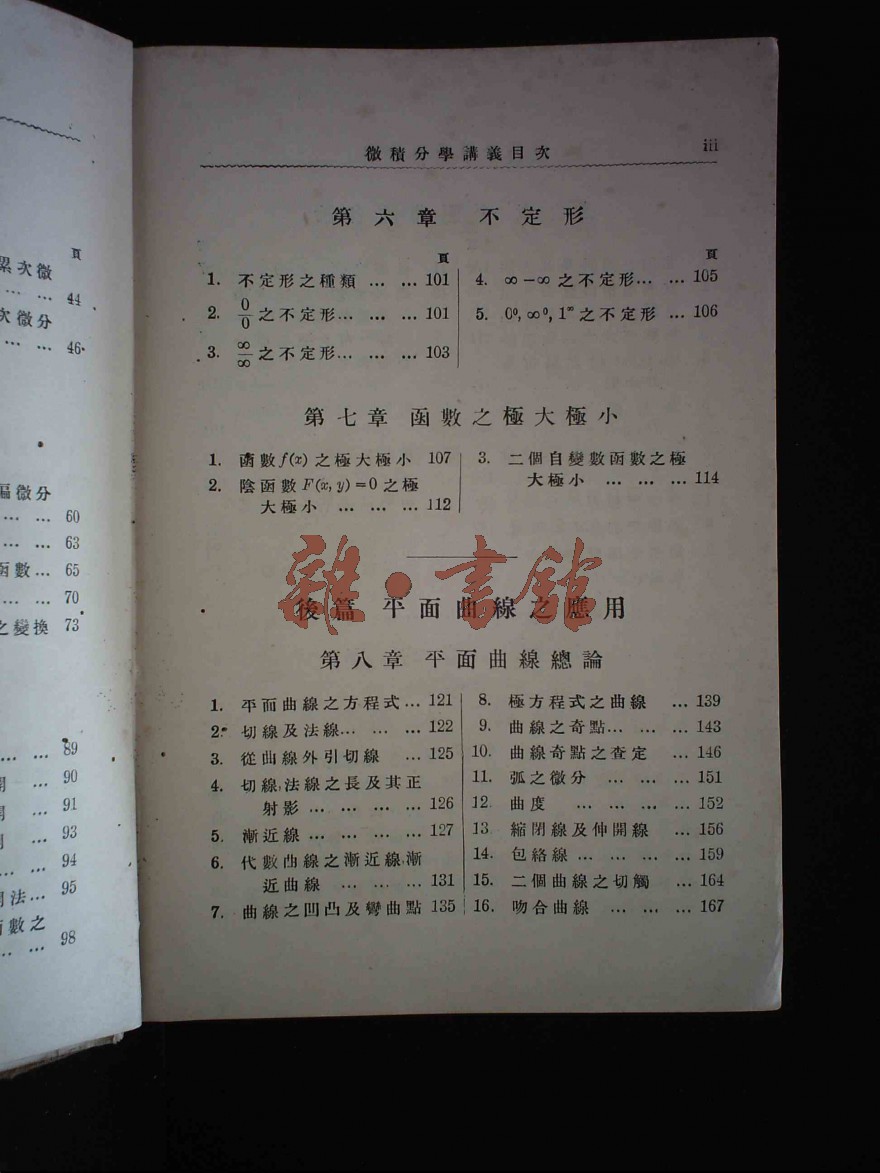 頁
累次微
… … 44
次微分
… … 46
偏微分
… … 60
… … 63
函數… 65
… … 70
之變換 73
… … 89
開 … 90
… 91
… 93
… … 94
開法… 95
函數之
… … 98
微積分學講義目次 iii
第六章 不定形
頁
1. 不定形之種類 … … 101
2. 0/0 之不定形… … … 101
3. ∞/∞ 之不定形… … … 103
頁
4. ∞−∞ 之不定形… … 105
5. 0⁰, ∞⁰, 1^∞ 之不定形 … 106
第七章 函數之極大極小
1. 函數 f(x) 之極大極小 107
2. 陰函數 F(x, y)=0 之極
大極小 … … … 112
3. 二個自變數函數之極
大極小 … … … 114
雜·書館
後篇 平面曲線之應用
第八章 平面曲線總論
1. 平面曲線之方程式 … 121
2. 切線及法線… … … 122
3. 從曲線外引切線 … 125
4. 切線,法線之長及其正
射影 … … … … 126
5. 漸近線 … … … … 127
6. 代數曲線之漸近線,漸
近曲線 … … … 131
7. 曲線之凹凸及彎曲點 135
8. 極方程式之曲線 … 139
9. 曲線之奇點… … … 143
10. 曲線奇點之查定 … 146
11. 弧之微分 … … … 151
12. 曲度 … … … … 152
13. 縮閉線及伸開線 … 156
14. 包絡線 … … … … 159
15. 二個曲線之切觸 … 164
16. 吻合曲線 … … … 167